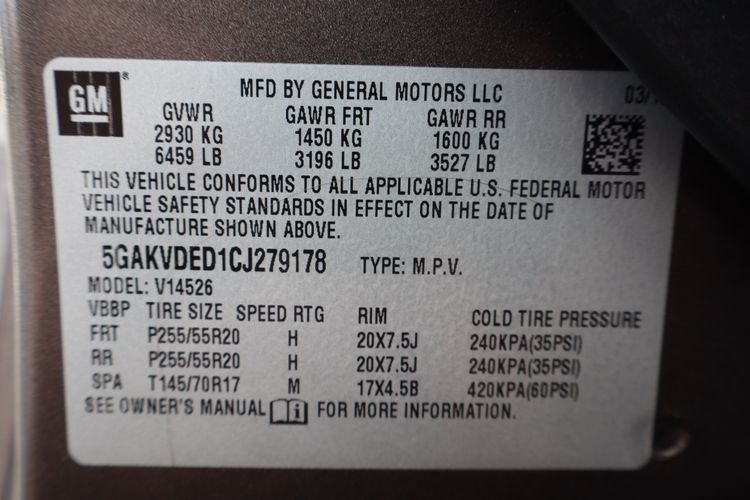 GM®
MFD BY GENERAL MOTORS LLC 03/
GVWR GAWR FRT GAWR RR
2930 KG 1450 KG 1600 KG
6459 LB 3196 LB 3527 LB
THIS VEHICLE CONFORMS TO ALL APPLICABLE U.S. FEDERAL MOTOR
VEHICLE SAFETY STANDARDS IN EFFECT ON THE DATE OF
MANUFACTURE SHOWN ABOVE.
5GAKVDED1CJ279178 TYPE: M.P.V.
MODEL: V14526
VBBP TIRE SIZE SPEED RTG RIM COLD TIRE PRESSURE
FRT P255/55R20 H 20X7.5J 240KPA(35PSI)
RR P255/55R20 H 20X7.5J 240KPA(35PSI)
SPA T145/70R17 M 17X4.5B 420KPA(60PSI)
SEE OWNER'S MANUAL i FOR MORE INFORMATION.